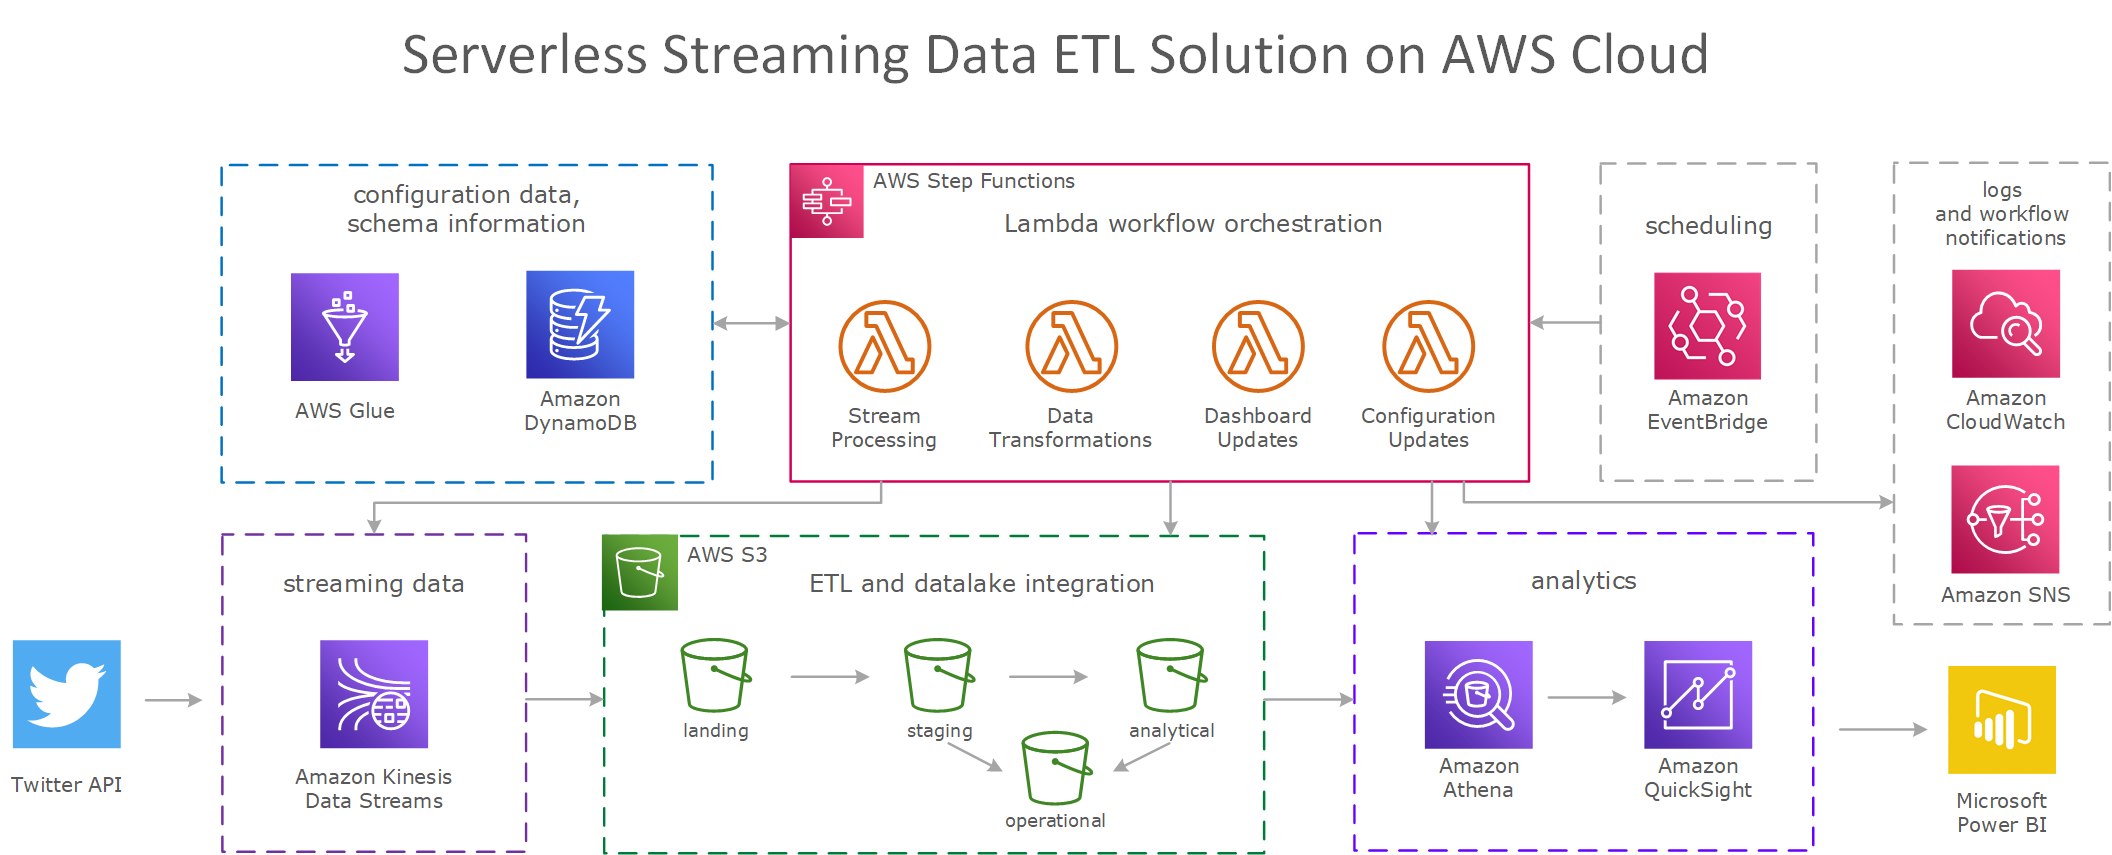 Serverless Streaming Data ETL Solution on AWS Cloud
configuration data,
schema information
AWS Glue
Amazon
DynamoDB
AWS Step Functions
Lambda workflow orchestration
Stream
Processing
Data
Transformations
Dashboard
Updates
Configuration
Updates
scheduling
Amazon
EventBridge
logs
and workflow
notifications
Amazon
CloudWatch
Amazon SNS
Twitter API
streaming data
Amazon Kinesis
Data Streams
AWS S3
ETL and datalake integration
landing
staging
analytical
operational
analytics
Amazon
Athena
Amazon
QuickSight
Microsoft
Power BI